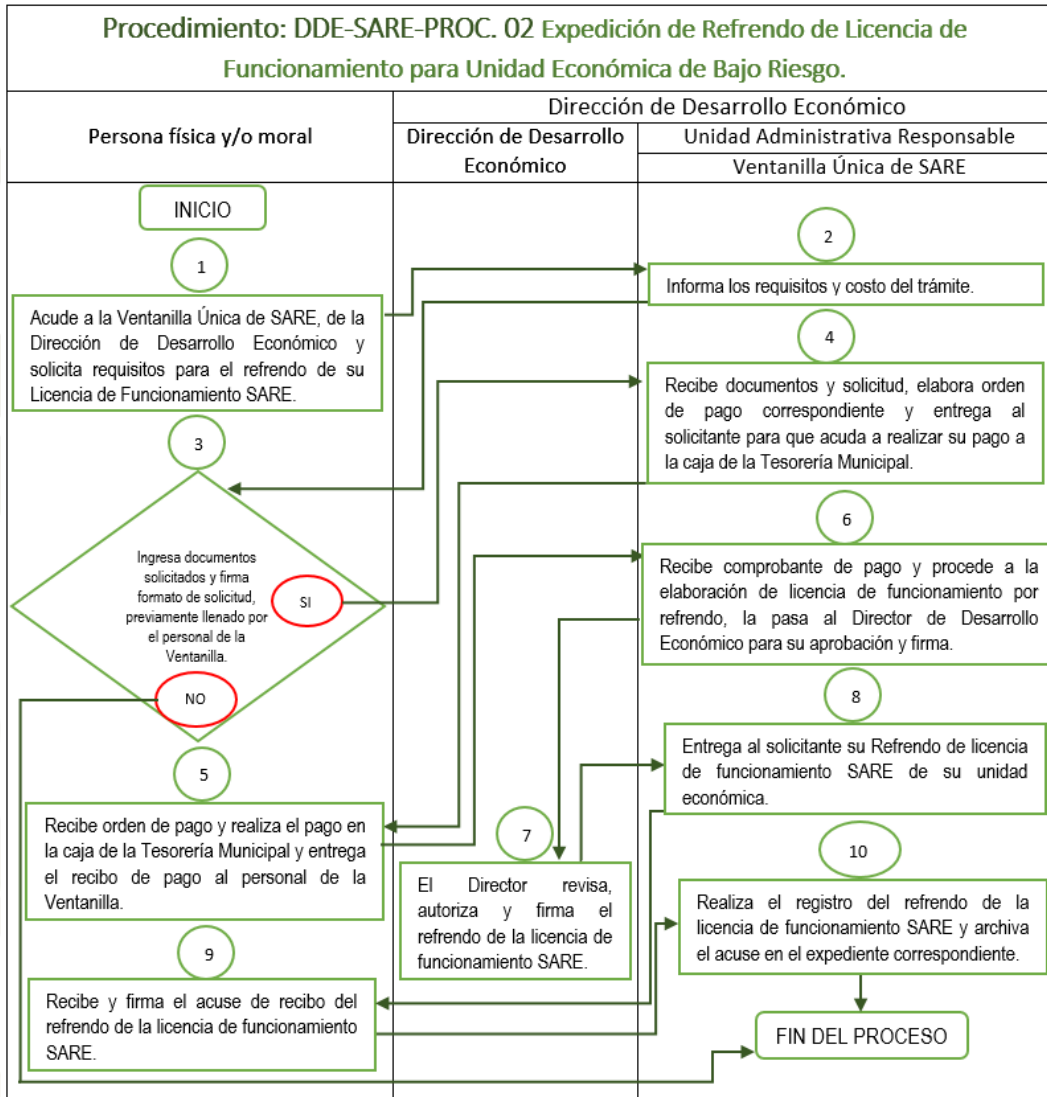 Procedimiento: DDE-SARE-PROC. 02 Expedición de Refrendo de Licencia de
Funcionamiento para Unidad Económica de Bajo Riesgo.
Persona física y/o moral
Dirección de Desarrollo Económico
Dirección de Desarrollo
Económico
Unidad Administrativa Responsable
Ventanilla Única de SARE
INICIO
1
Acude a la Ventanilla Única de SARE, de la
Dirección de Desarrollo Económico y
solicita requisitos para el refrendo de su
Licencia de Funcionamiento SARE.
2
Informa los requisitos y costo del trámite.
3
Ingresa documentos
solicitados y firma
formato de solicitud,
previamente llenado por
el personal de la
Ventanilla.
SI
NO
4
Recibe documentos y solicitud, elabora orden
de pago correspondiente y entrega al
solicitante para que acuda a realizar su pago a
la caja de la Tesorería Municipal.
5
Recibe orden de pago y realiza el pago en
la caja de la Tesorería Municipal y entrega
el recibo de pago al personal de la
Ventanilla.
6
Recibe comprobante de pago y procede a la
elaboración de licencia de funcionamiento por
refrendo, la pasa al Director de Desarrollo
Económico para su aprobación y firma.
7
El Director revisa,
autoriza y firma el
refrendo de la licencia de
funcionamiento SARE.
8
Entrega al solicitante su Refrendo de licencia
de funcionamiento SARE de su unidad
económica.
9
Recibe y firma el acuse de recibo del
refrendo de la licencia de funcionamiento
SARE.
10
Realiza el registro del refrendo de la
licencia de funcionamiento SARE y archiva
el acuse en el expediente correspondiente.
FIN DEL PROCESO